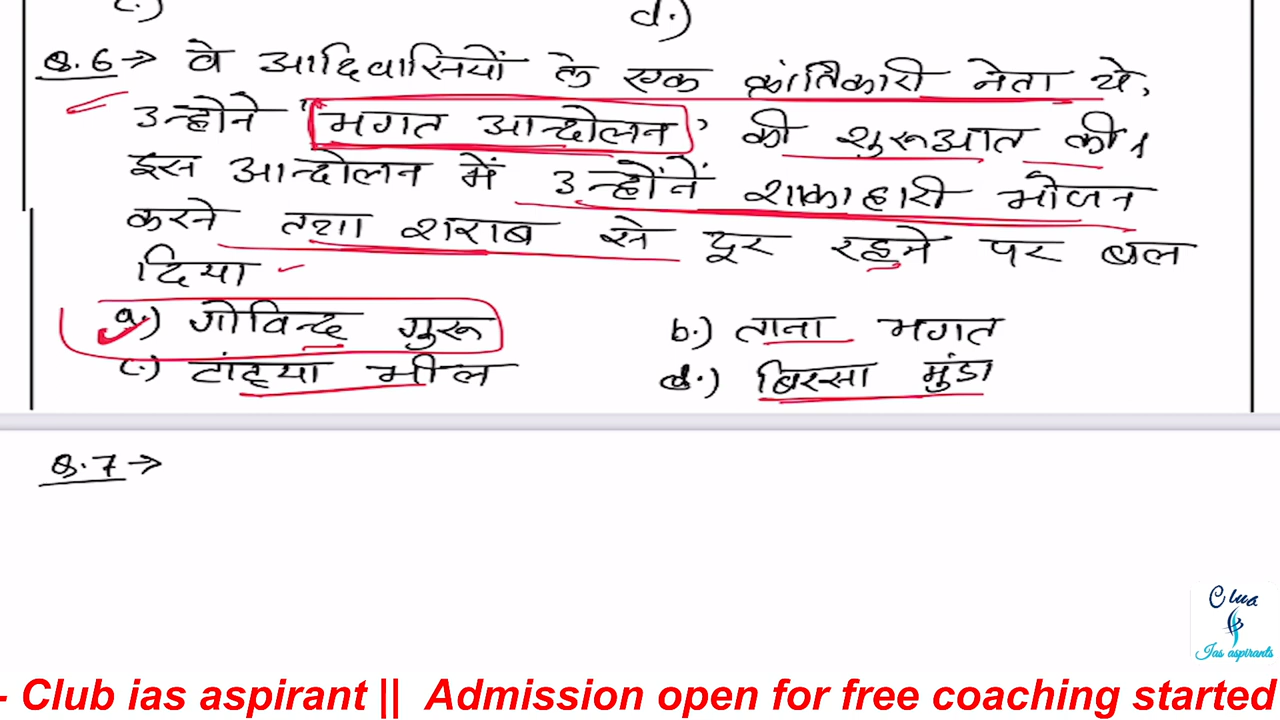 c.) d.)
Q.6→ वे आदिवासियों के एक क्रांतिकारी नेता थे,
उन्होने "भगत आन्दोलन" की शुरूआत की।
इस आन्दोलन में उन्होंनें शाकाहारी भोजन
करने तथा शराब से दूर रहने पर बल
दिया
a.) गोविन्द गुरू b.) ताना भगत
c.) टांट्या भील d.) बिरसा मुंडा
Q.7→
Club
Ias aspirants
- Club ias aspirant || Admission open for free coaching started